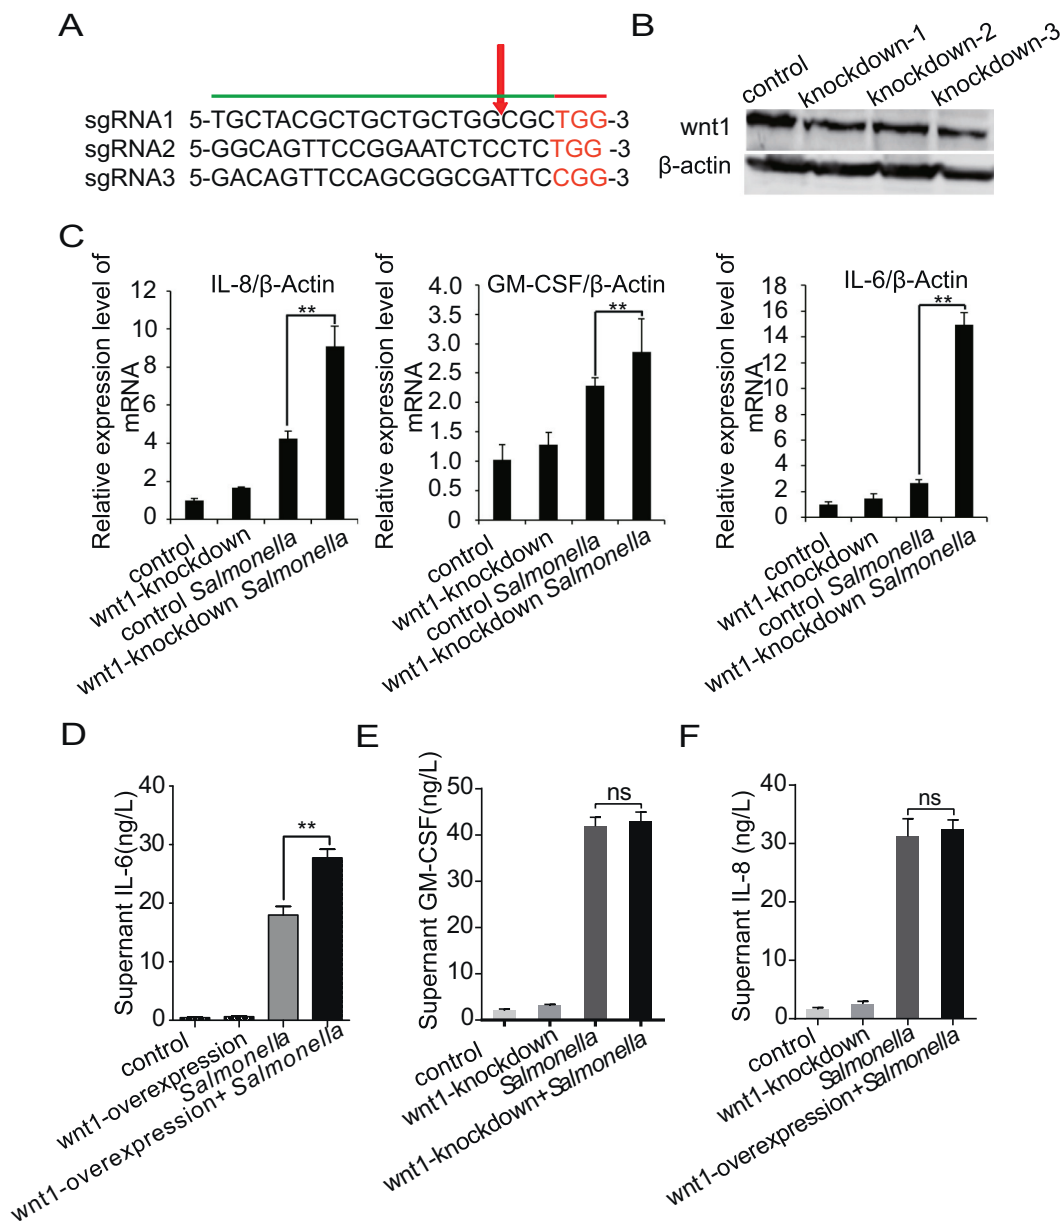 A
sgRNA1 5-TGCTACGCTGCTGCTGGCGCTGG-3
sgRNA2 5-GGCAGTTCCGGAATCTCCTCTGG -3
sgRNA3 5-GACAGTTCCAGCGGCGATTCCGG-3
B
control
knockdown-1
knockdown-2
knockdown-3
wnt1
β-actin
C
Relative expression level of
mRNA
IL-8/β-Actin
**
12
10
8
6
4
2
0
control
wnt1-knockdown
control Salmonella
wnt1-knockdown Salmonella
Relative expression level of
mRNA
GM-CSF/β-Actin
**
4.0
3.5
3.0
2.5
2.0
1.5
1.0
0.5
0
control
wnt1-knockdown
control Salmonella
wnt1-knockdown Salmonella
Relative expression level of
mRNA
IL-6/β-Actin
**
18
16
14
12
10
8
6
4
2
0
control
wnt1-knockdown
control Salmonella
wnt1-knockdown Salmonella
D
Supernant IL-6(ng/L)
**
40
30
20
10
0
control
wnt1-overexpression
Salmonella
wnt1-overexpression+ Salmonella
E
Supernant GM-CSF(ng/L)
ns
50
40
30
20
10
0
control
wnt1-knockdown
Salmonella
wnt1-knockdown+Salmonella
F
Supernant IL-8 (ng/L)
ns
40
30
20
10
0
control
wnt1-knockdown
Salmonella
wnt1-overexpression+Salmonella